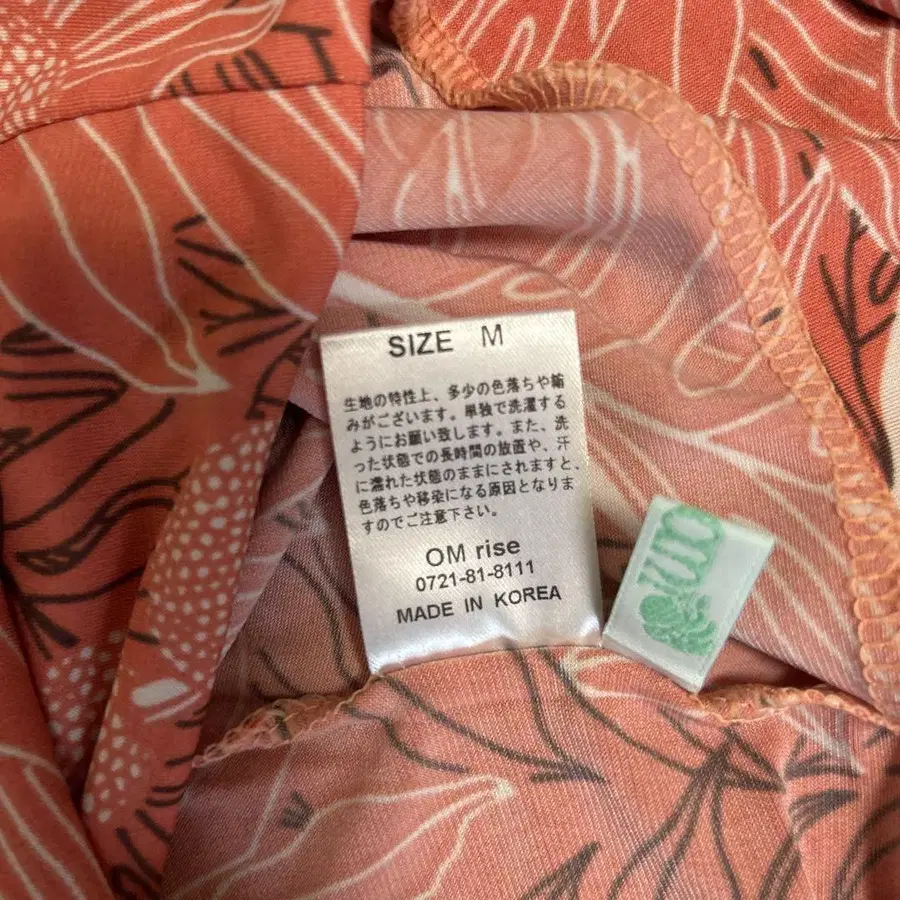 SIZE M
生地の特性上、多少の色落ちや縮
みがございます。単独で洗濯する
ようにお願い致します。また、洗
った状態での長時間の放置や、汗
に濡れた状態のままにされますと、
色落ちや移染になる原因となりま
すのでご注意下さい。
OM rise
0721-81-8111
MADE IN KOREA